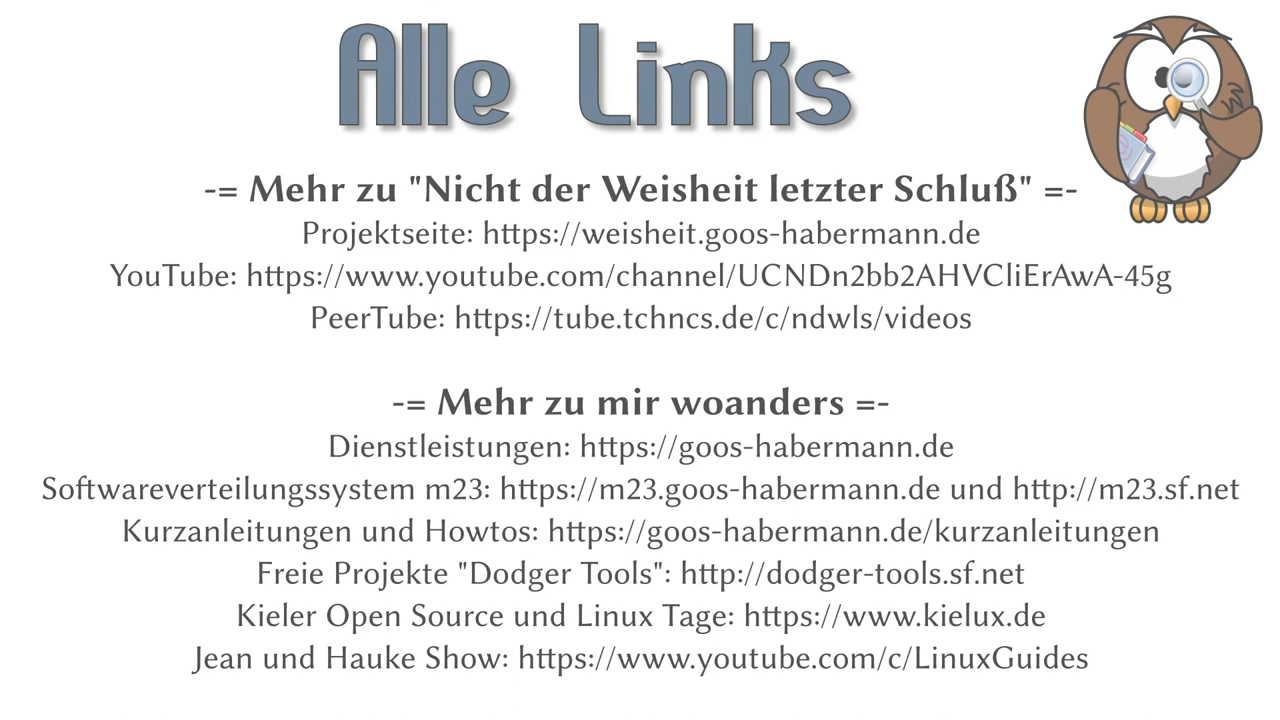 Alle Links
-= Mehr zu "Nicht der Weisheit letzter Schluß" =-
Projektseite: https://weisheit.goos-habermann.de
YouTube: https://www.youtube.com/channel/UCNDn2bb2AHVCliErAwA-45g
PeerTube: https://tube.tchncs.de/c/ndwls/videos
-= Mehr zu mir woanders =-
Dienstleistungen: https://goos-habermann.de
Softwareverteilungssystem m23: https://m23.goos-habermann.de und http://m23.sf.net
Kurzanleitungen und Howtos: https://goos-habermann.de/kurzanleitungen
Freie Projekte "Dodger Tools": http://dodger-tools.sf.net
Kieler Open Source und Linux Tage: https://www.kielux.de
Jean und Hauke Show: https://www.youtube.com/c/LinuxGuides